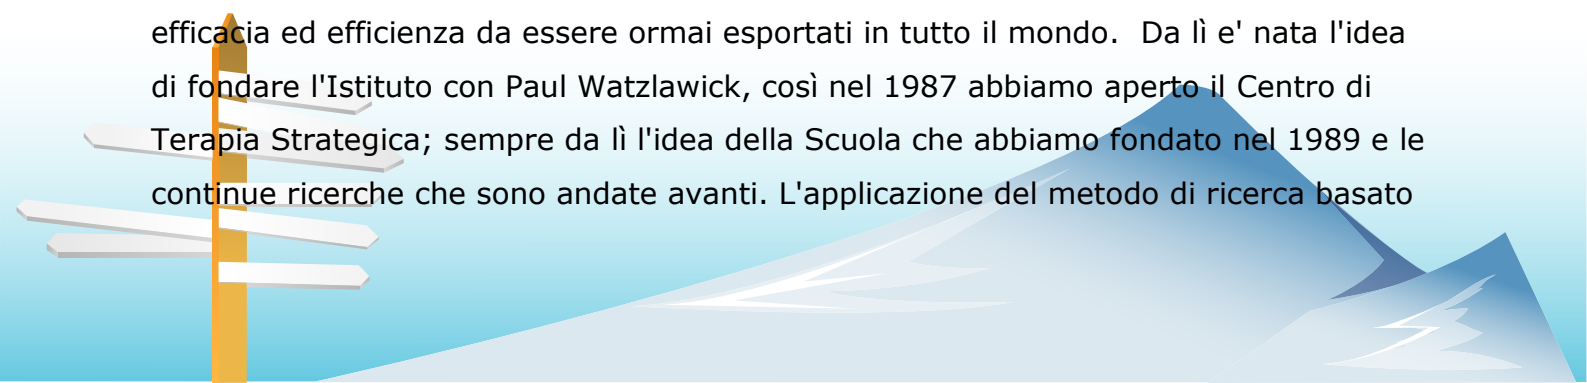 efficacia ed efficienza da essere ormai esportati in tutto il mondo.  Da lì e' nata l'idea
di fondare l'Istituto con Paul Watzlawick, così nel 1987 abbiamo aperto il Centro di
Terapia Strategica; sempre da lì l'idea della Scuola che abbiamo fondato nel 1989 e le
continue ricerche che sono andate avanti. L'applicazione del metodo di ricerca basato